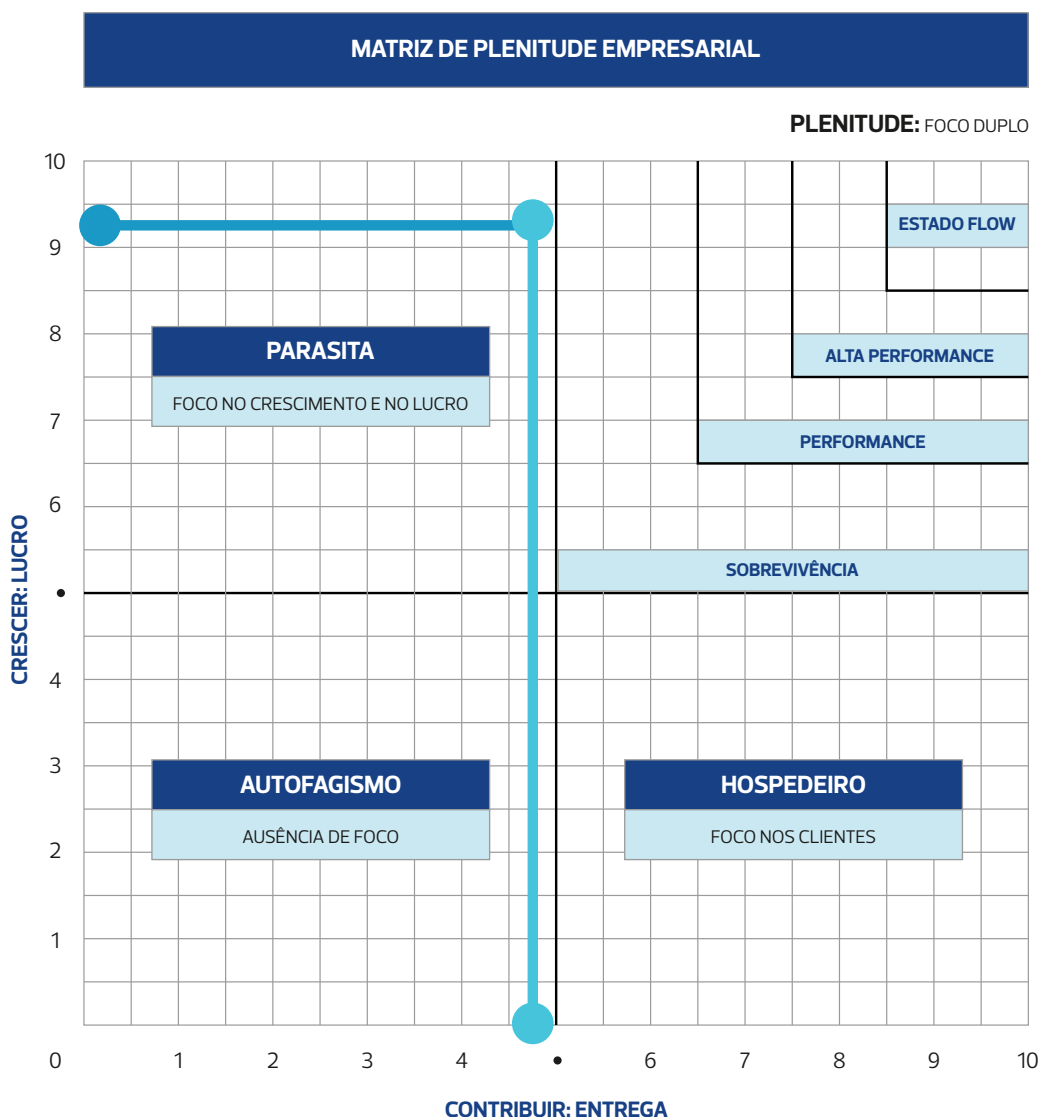 MATRIZ DE PLENITUDE EMPRESARIAL
PLENITUDE: FOCO DUPLO
10
9
8
7
6
•
4
3
2
1
CRESCER: LUCRO
ESTADO FLOW
PARASITA
FOCO NO CRESCIMENTO E NO LUCRO
ALTA PERFORMANCE
PERFORMANCE
SOBREVIVÊNCIA
AUTOFAGISMO
AUSÊNCIA DE FOCO
HOSPEDEIRO
FOCO NOS CLIENTES
0 1 2 3 4 • 6 7 8 9 10
CONTRIBUIR: ENTREGA